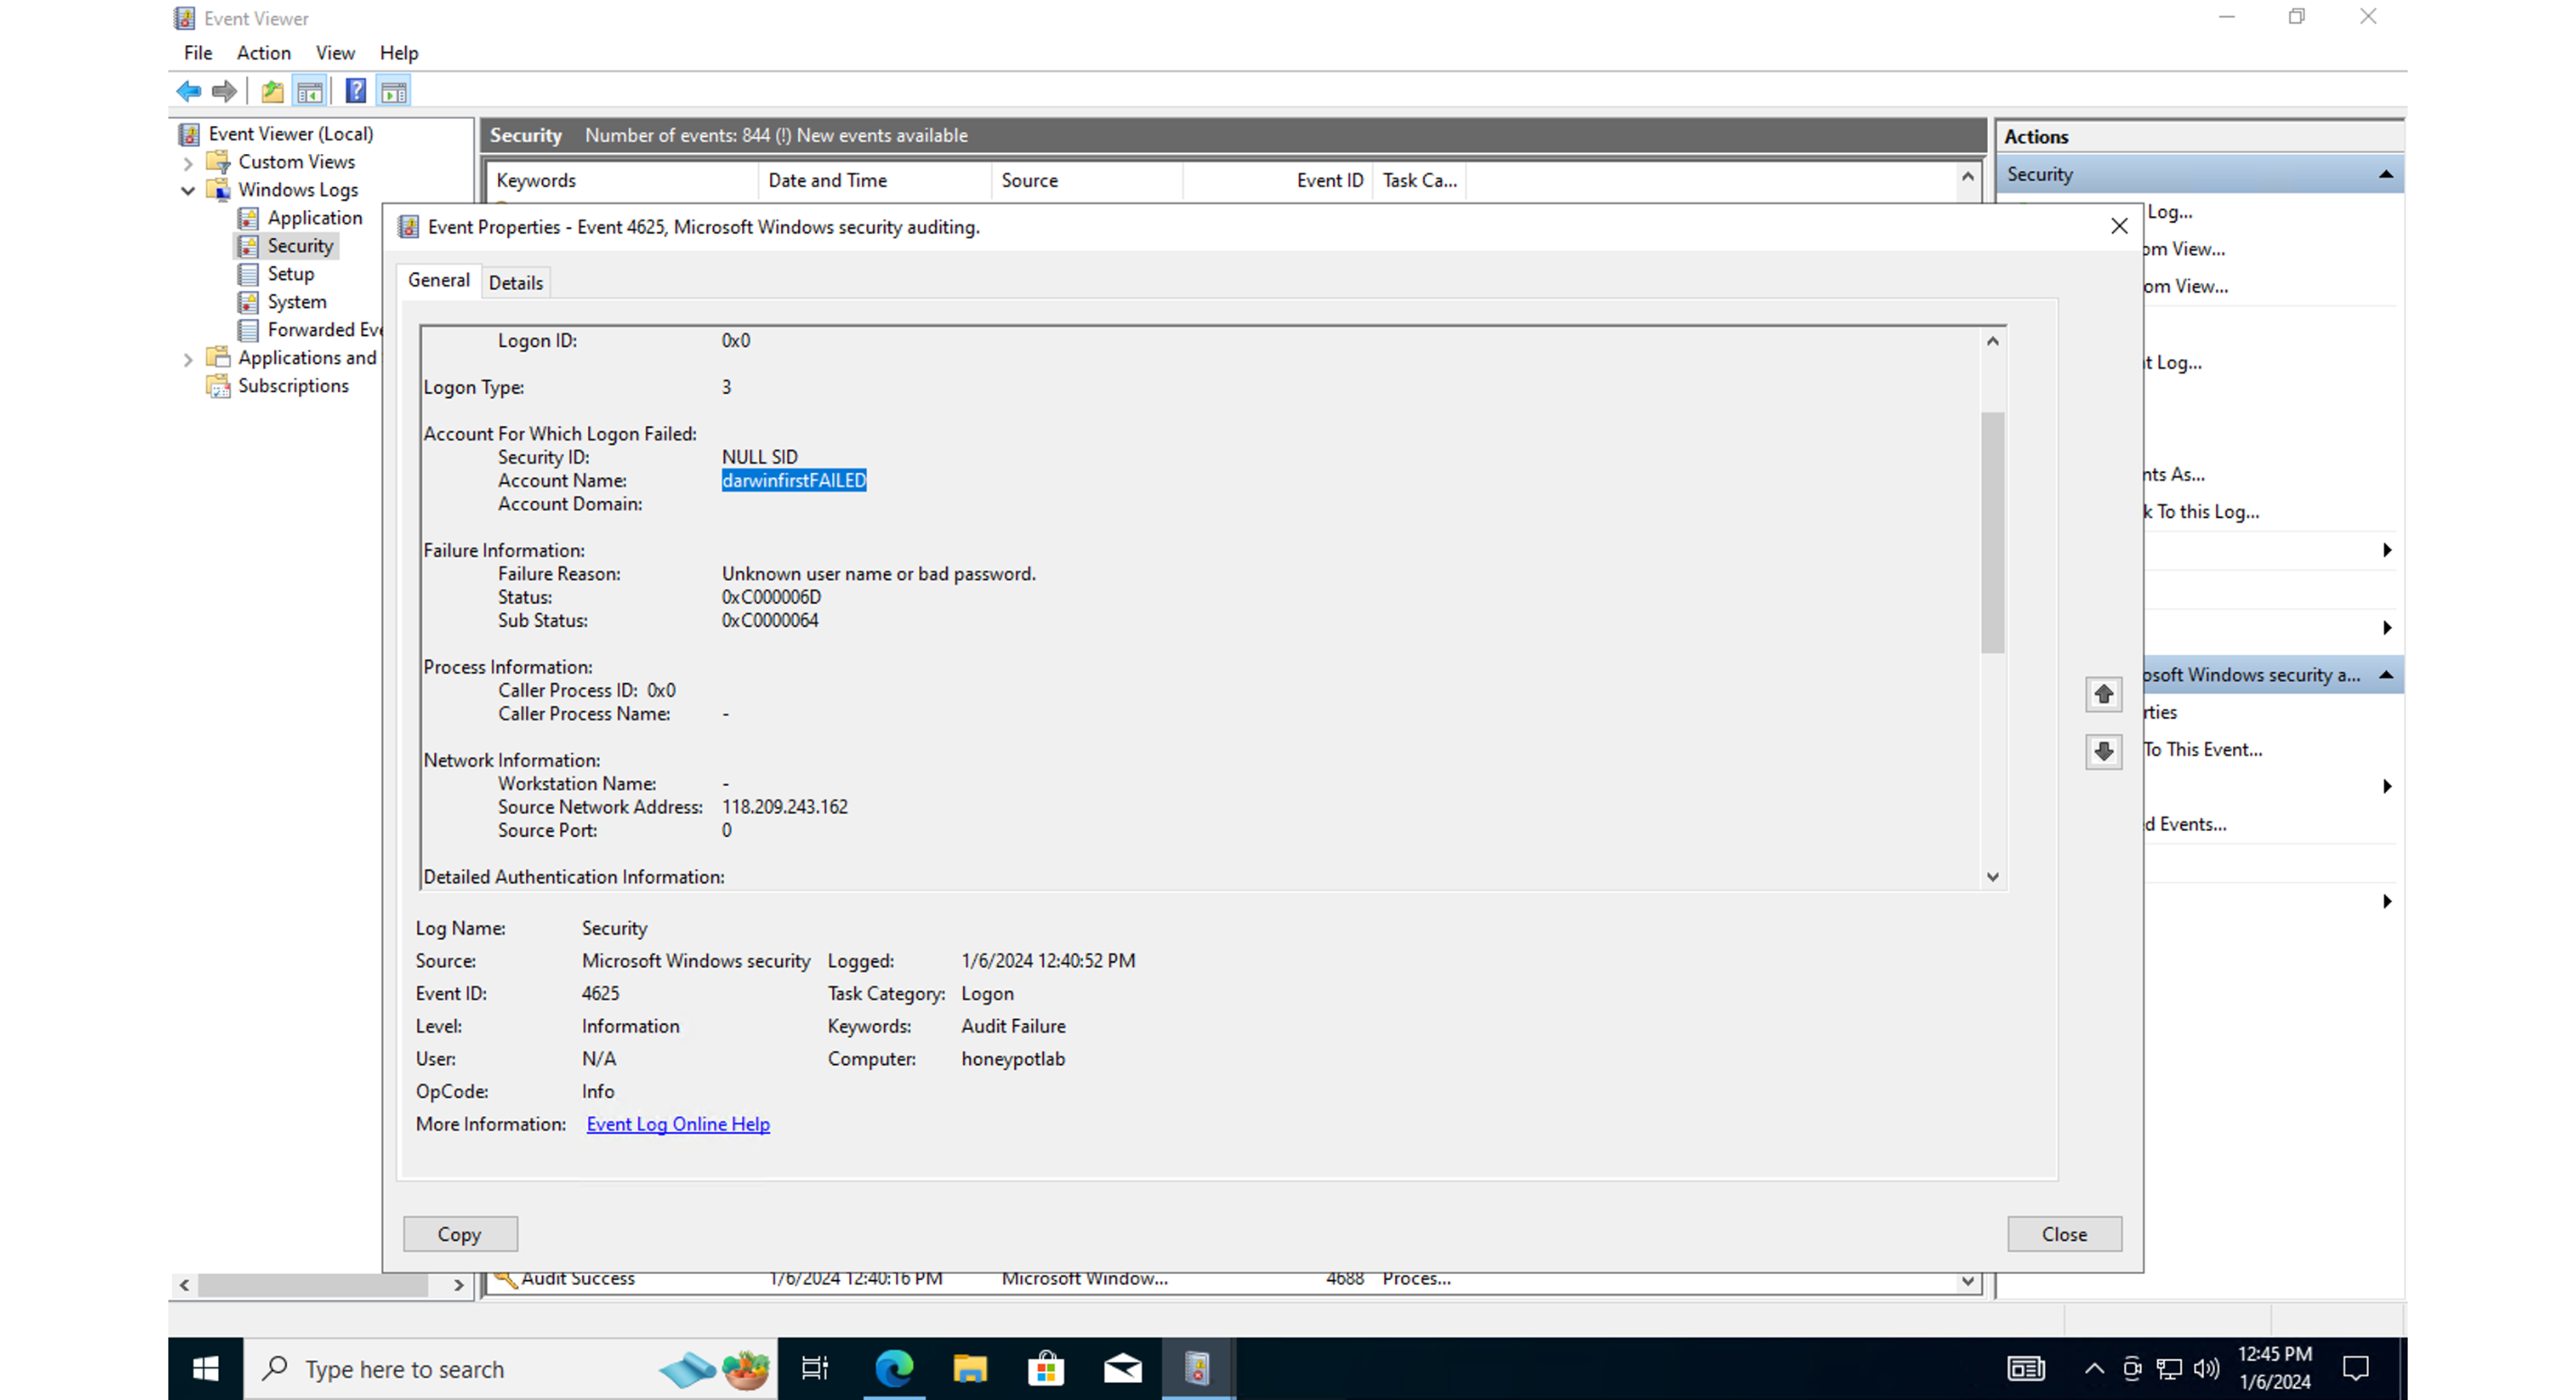 Event Viewer
File Action View Help
Event Viewer (Local)
Custom Views
Windows Logs
Application
Security
Setup
System
Forwarded Eve
Applications and
Subscriptions
Security Number of events: 844 (!) New events available
Keywords Date and Time Source Event ID Task Ca...
Actions
Security
Log...
om View...
om View...
t Log...
nts As...
k To this Log...
osoft Windows security a...
rties
To This Event...
d Events...
Event Properties - Event 4625, Microsoft Windows security auditing.
General Details
Logon ID: 0x0
Logon Type: 3
Account For Which Logon Failed:
Security ID: NULL SID
Account Name: darwinfirstFAILED
Account Domain:
Failure Information:
Failure Reason: Unknown user name or bad password.
Status: 0xC000006D
Sub Status: 0xC0000064
Process Information:
Caller Process ID: 0x0
Caller Process Name: -
Network Information:
Workstation Name: -
Source Network Address: 118.209.243.162
Source Port: 0
Detailed Authentication Information:
Log Name: Security
Source: Microsoft Windows security Logged: 1/6/2024 12:40:52 PM
Event ID: 4625 Task Category: Logon
Level: Information Keywords: Audit Failure
User: N/A Computer: honeypotlab
OpCode: Info
More Information: Event Log Online Help
Copy Close
Audit Success 1/6/2024 12:40:16 PM Microsoft Window... 4688 Proces...
Type here to search
12:45 PM
1/6/2024